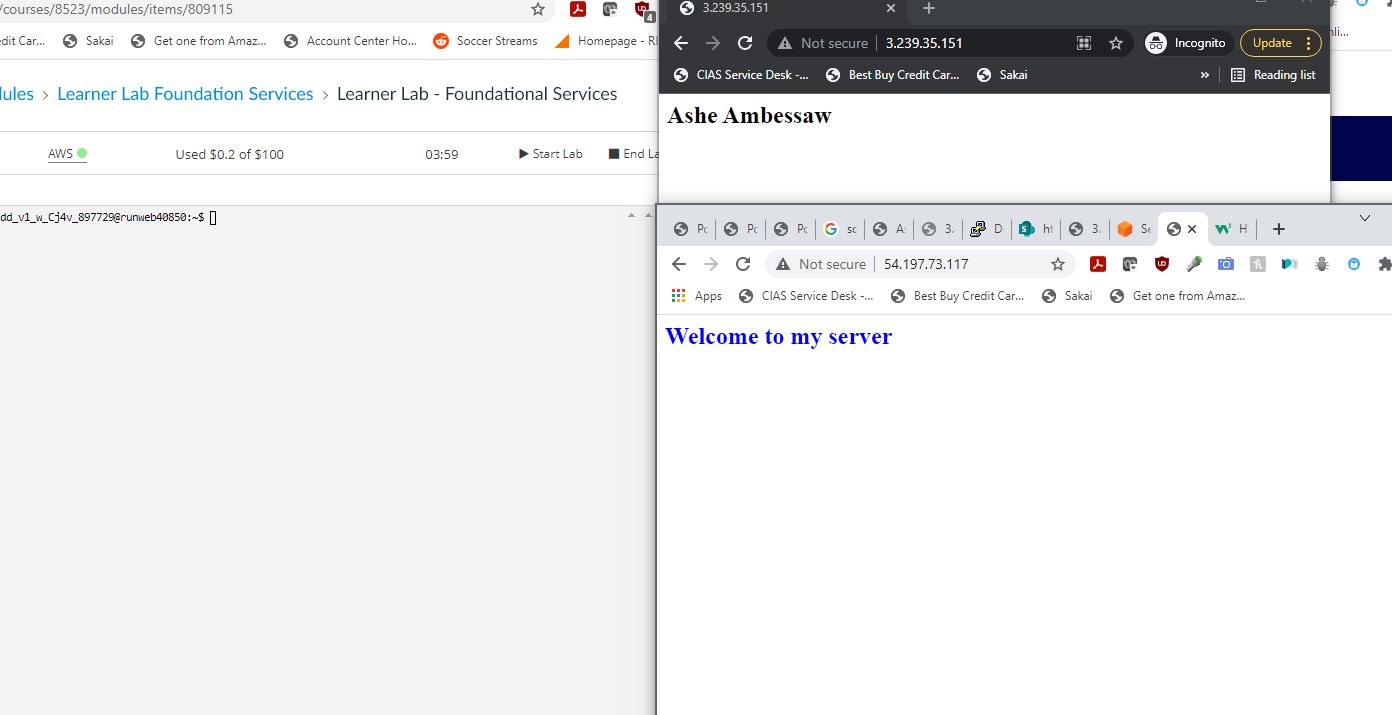 /courses/8523/modules/items/809115
4
edit Car...
Sakai
Get one from Amaz...
Account Center Ho...
Soccer Streams
Homepage - RI
dules > Learner Lab Foundation Services > Learner Lab - Foundational Services
AWS
Used $0.2 of $100
03:59
Start Lab
End La
dd_v1_w_Cj4v_897729@runweb40850:~$
3.239.35.151
Not secure
3.239.35.151
Incognito
Update
CIAS Service Desk -...
Best Buy Credit Car...
Sakai
»
Reading list
Ashe Ambessaw
Pc
Pc
Pc
sc
A:
3.
D
ht
3.
Se
H
Not secure
54.197.73.117
Apps
CIAS Service Desk -...
Best Buy Credit Car...
Sakai
Get one from Amaz...
Welcome to my server